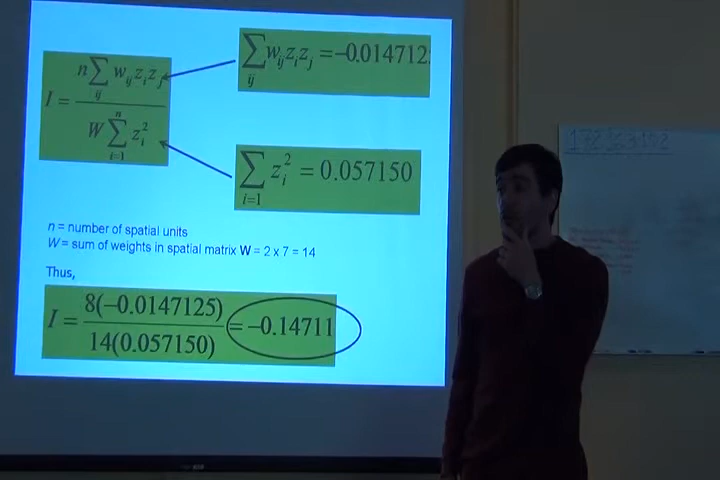 I = n∑ij wij zi zj / W∑i=1n zi2
∑ij wij zi zj = −0.014712
∑i=1 zi2 = 0.057150
n = number of spatial units
W = sum of weights in spatial matrix W = 2 x 7 = 14
Thus,
I = 8(−0.0147125) / 14(0.057150) = −0.14711